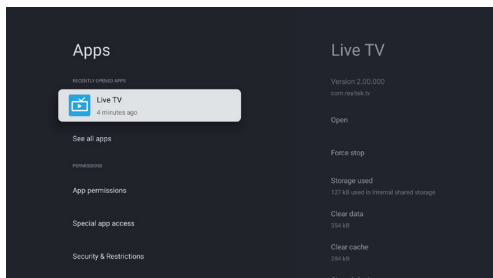 Apps
RECENTLY OPENED APPS
Live TV
4 minutes ago
See all apps
PERMISSIONS
App permissions
Special app access
Security & Restrictions
Live TV
Version 2.00.000
com.realtek.tv
Open
Force stop
Storage used
127 kB used in Internal shared storage
Clear data
354 kB
Clear cache
284 kB